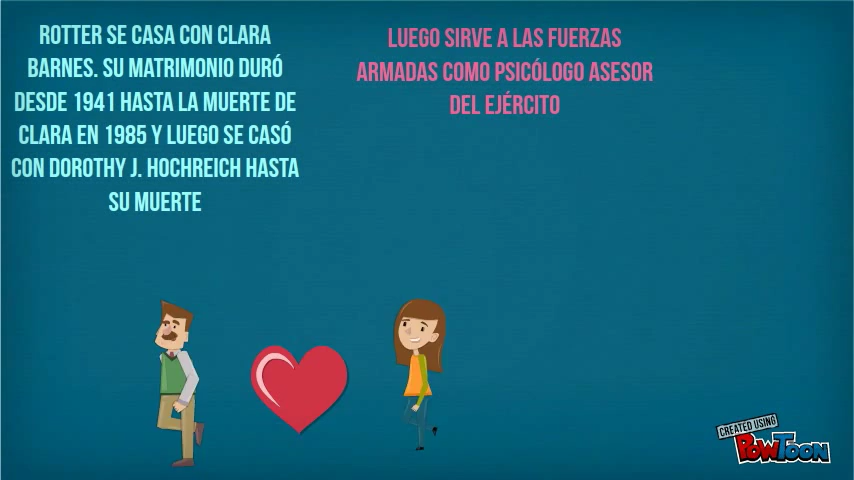 ROTTER SE CASA CON CLARA
BARNES. SU MATRIMONIO DURÓ
DESDE 1941 HASTA LA MUERTE DE
CLARA EN 1985 Y LUEGO SE CASÓ
CON DOROTHY J. HOCHREICH HASTA
SU MUERTE
LUEGO SIRVE A LAS FUERZAS
ARMADAS COMO PSICÓLOGO ASESOR
DEL EJÉRCITO
CREATED USING
POWTOON